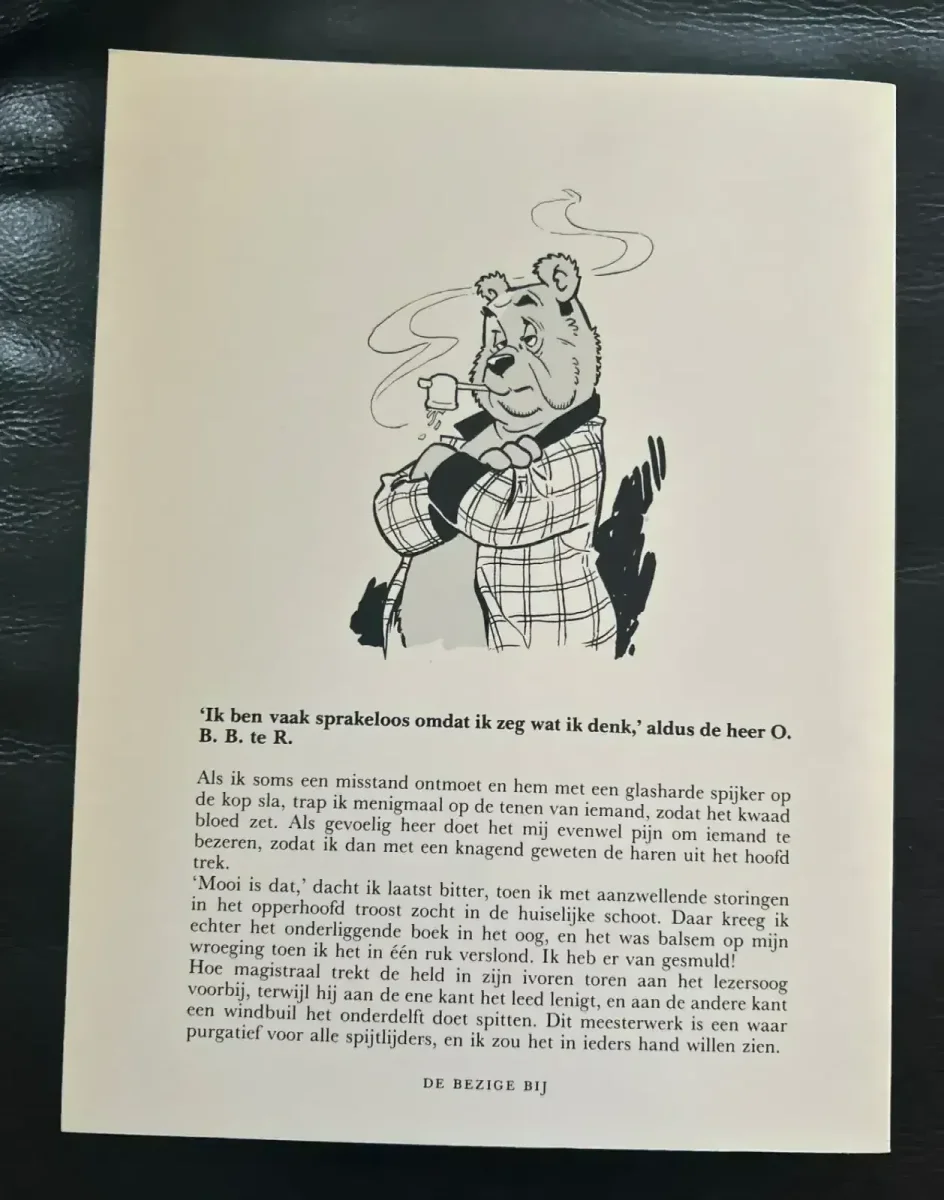 ‘Ik ben vaak sprakeloos omdat ik zeg wat ik denk,’ aldus de heer O.
B. B. te R.
Als ik soms een misstand ontmoet en hem met een glasharde spijker op
de kop sla, trap ik menigmaal op de tenen van iemand, zodat het kwaad
bloed zet. Als gevoelig heer doet het mij evenwel pijn om iemand te
bezeren, zodat ik dan met een knagend geweten de haren uit het hoofd
trek.
‘Mooi is dat,’ dacht ik laatst bitter, toen ik met aanzwellende storingen
in het opperhoofd troost zocht in de huiselijke schoot. Daar kreeg ik
echter het onderliggende boek in het oog, en het was balsem op mijn
wroeging toen ik het in één ruk verslond. Ik heb er van gesmuld!
Hoe magistraal trekt de held in zijn ivoren toren aan het lezersoog
voorbij, terwijl hij aan de ene kant het leed lenigt, en aan de andere kant
een windbuil het onderdelft doet spitten. Dit meesterwerk is een waar
purgatief voor alle spijtlijders, en ik zou het in ieders hand willen zien.
DE BEZIGE BIJ